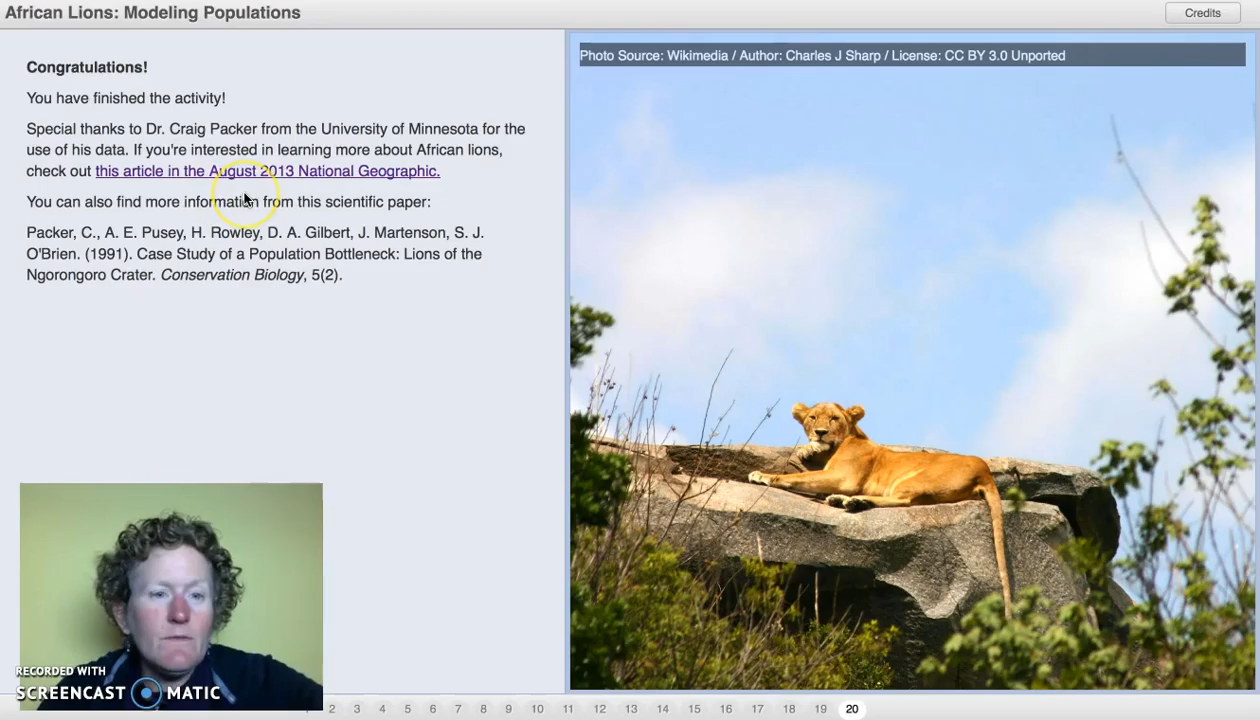 African Lions: Modeling Populations
Credits
Congratulations!
You have finished the activity!
Special thanks to Dr. Craig Packer from the University of Minnesota for the
use of his data. If you're interested in learning more about African lions,
check out this article in the August 2013 National Geographic.
You can also find more information from this scientific paper:
Packer, C., A. E. Pusey, H. Rowley, D. A. Gilbert, J. Martenson, S. J.
O'Brien. (1991). Case Study of a Population Bottleneck: Lions of the
Ngorongoro Crater. Conservation Biology, 5(2).
Photo Source: Wikimedia / Author: Charles J Sharp / License: CC BY 3.0 Unported
RECORDED WITH
SCREENCAST MATIC
2 3 4 5 6 7 8 9 10 11 12 13 14 15 16 17 18 19 20